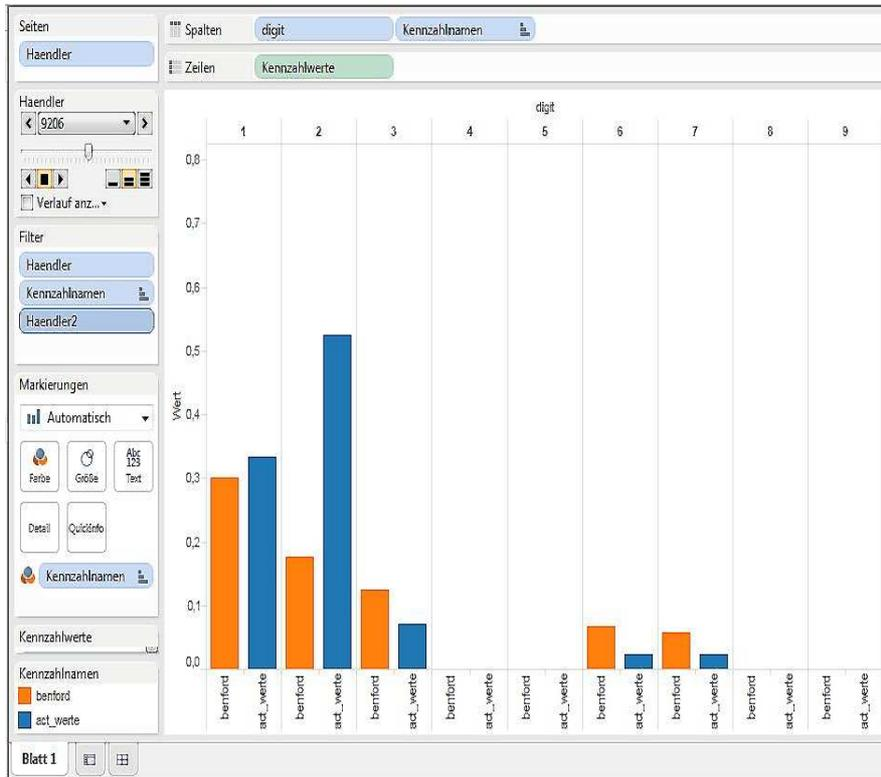 Seiten
Haendler
Spalten digit Kennzahlnamen
Zeilen Kennzahlwerte
Haendler
9206
Verlauf anz...
Filter
Haendler
Kennzahlnamen
Haendler2
Markierungen
Automatisch
Farbe Größe Abc 123 Text
Detail QuickInfo
Kennzahlnamen
Kennzahlwerte
Kennzahlnamen
benford
act_werte
digit
1 2 3 4 5 6 7 8 9
Wert
0,8
0,7
0,6
0,5
0,4
0,3
0,2
0,1
0,0
benford act_werte benford act_werte benford act_werte benford act_werte benford act_werte benford act_werte benford act_werte benford act_werte benford act_werte
Blatt 1